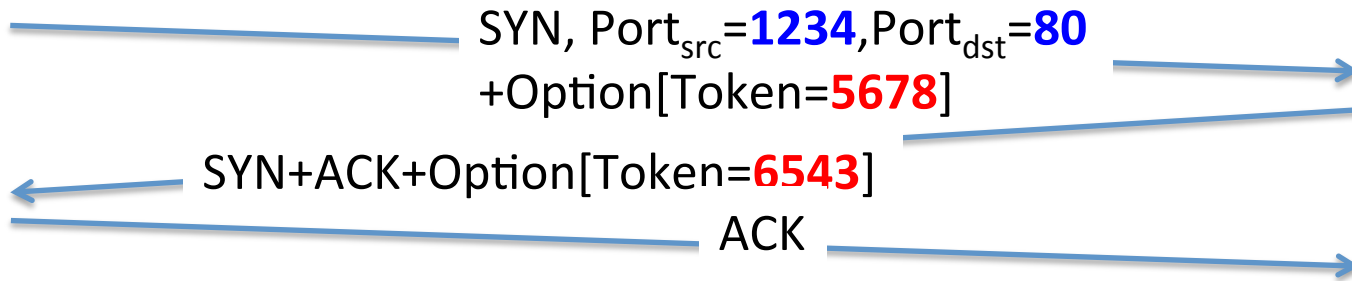 SYN, Portsrc=1234,Portdst=80
+Option[Token=5678]
SYN+ACK+Option[Token=6543]
ACK